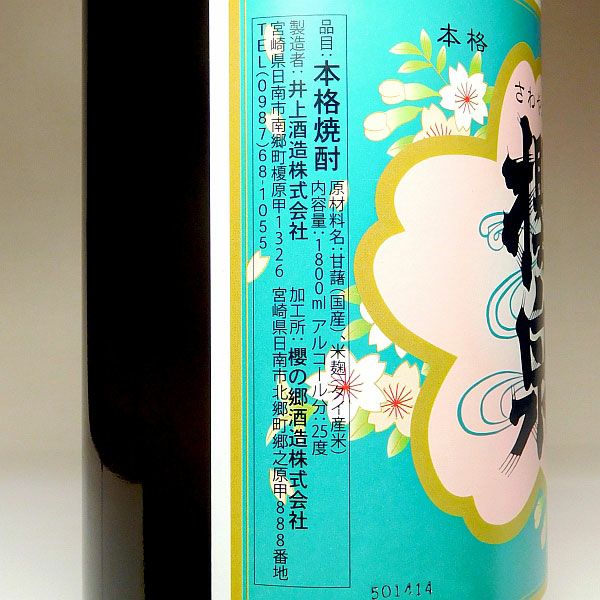 品目：本格焼酎
原材料名：甘藷（国産）、米麹（タイ産米）
内容量：1800ml アルコール分：25度
製造者：井上酒造株式会社
宮崎県日南市南郷町榎原甲1326
TEL（0987）68-1055
加工所：櫻の郷酒造株式会社
宮崎県日南市北郷町郷之原甲888番地
本格
さわ
501414